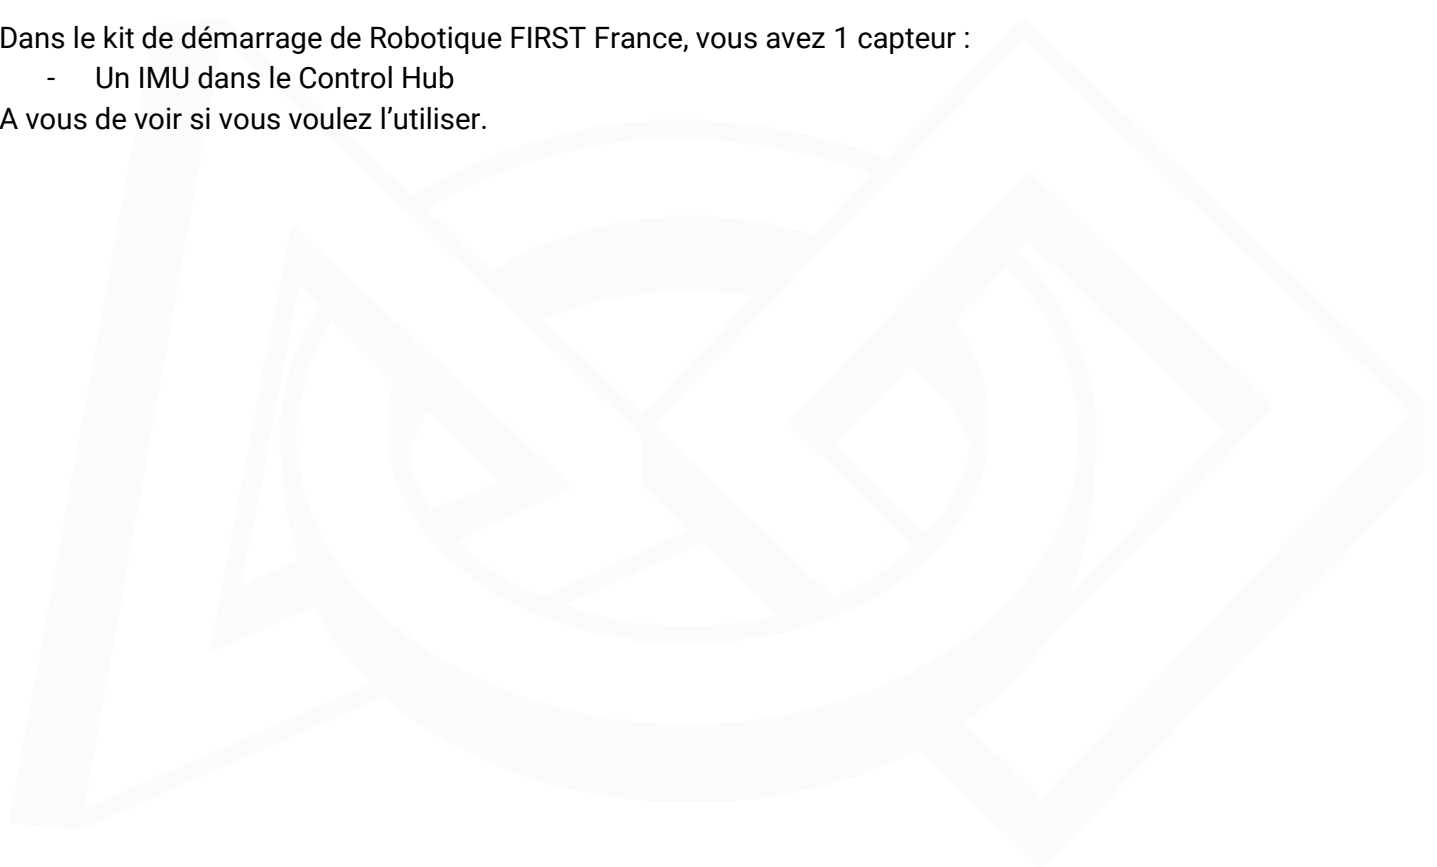 Dans le kit de démarrage de Robotique FIRST France, vous avez 1 capteur :
- Un IMU dans le Control Hub
A vous de voir si vous voulez l’utiliser.